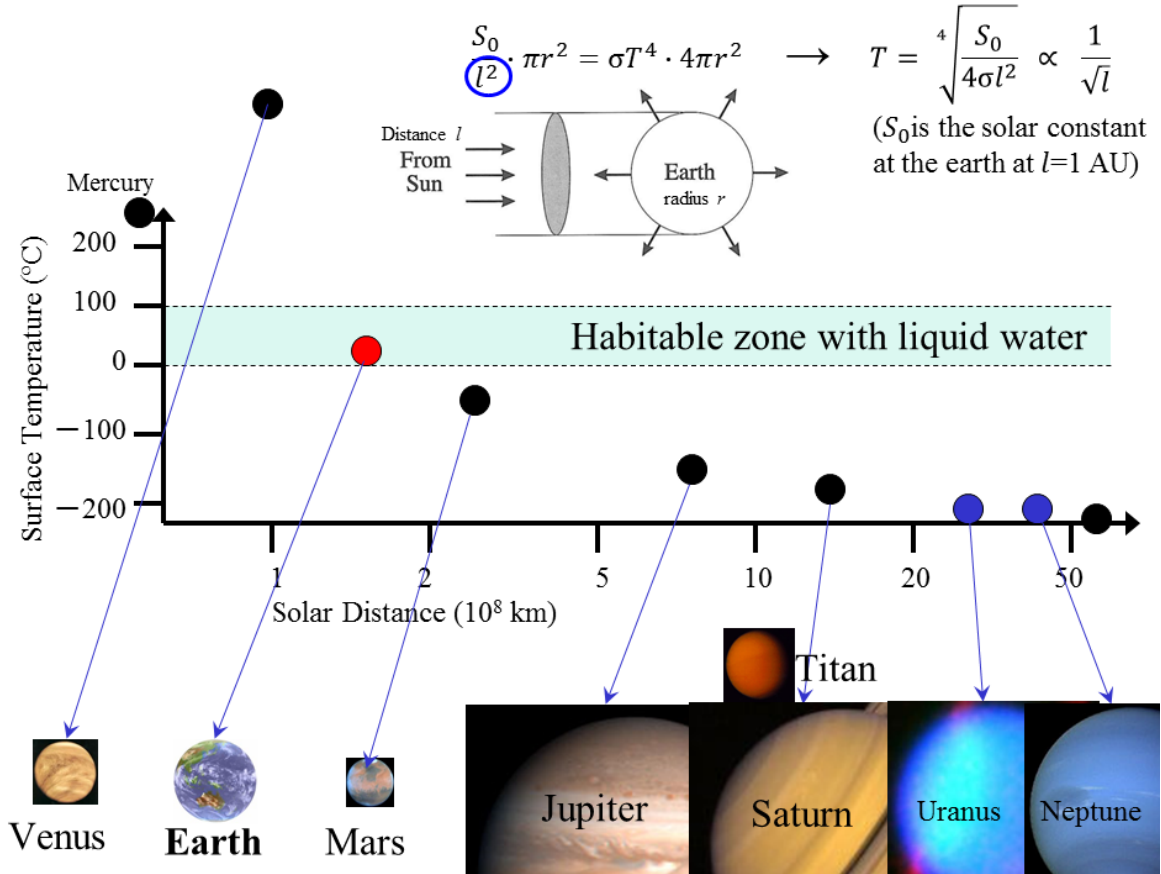 S₀/l² · πr² = σT⁴ · 4πr² → T = ⁴√(S₀/4σl²) ∝ 1/√l
(S₀is the solar constant
at the earth at l=1 AU)
Distance l
From
Sun
Earth
radius r
Mercury
Surface Temperature (°C)
200
100
0
−100
−200
Habitable zone with liquid water
1 2 5 10 20 50
Solar Distance (10⁸ km)
Titan
Venus
Earth
Mars
Jupiter
Saturn
Uranus
Neptune